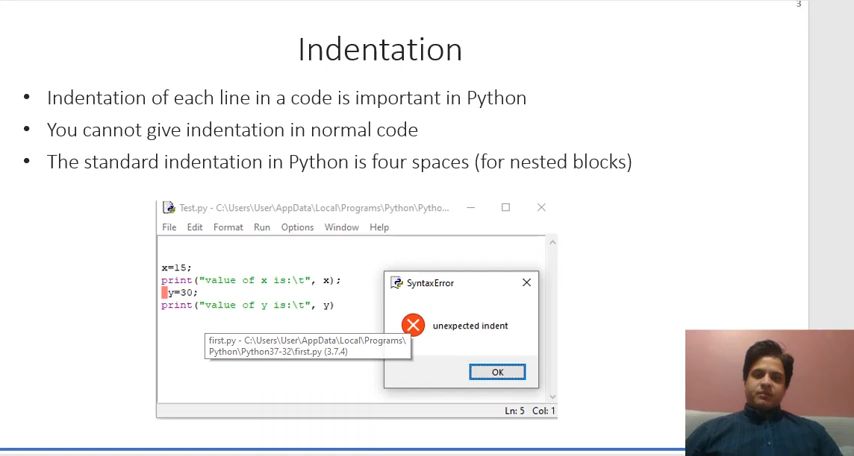 3
Indentation
• Indentation of each line in a code is important in Python
• You cannot give indentation in normal code
• The standard indentation in Python is four spaces (for nested blocks)
Test.py - C:\Users\User\AppData\Local\Programs\Python\Pytho...
File Edit Format Run Options Window Help
x=15;
print("value of x is:\t", x);
y=30;
print("value of y is:\t", y)
SyntaxError
unexpected indent
OK
first.py - C:\Users\User\AppData\Local\Programs\
Python\Python37-32\first.py (3.7.4)
Ln: 5 Col: 1